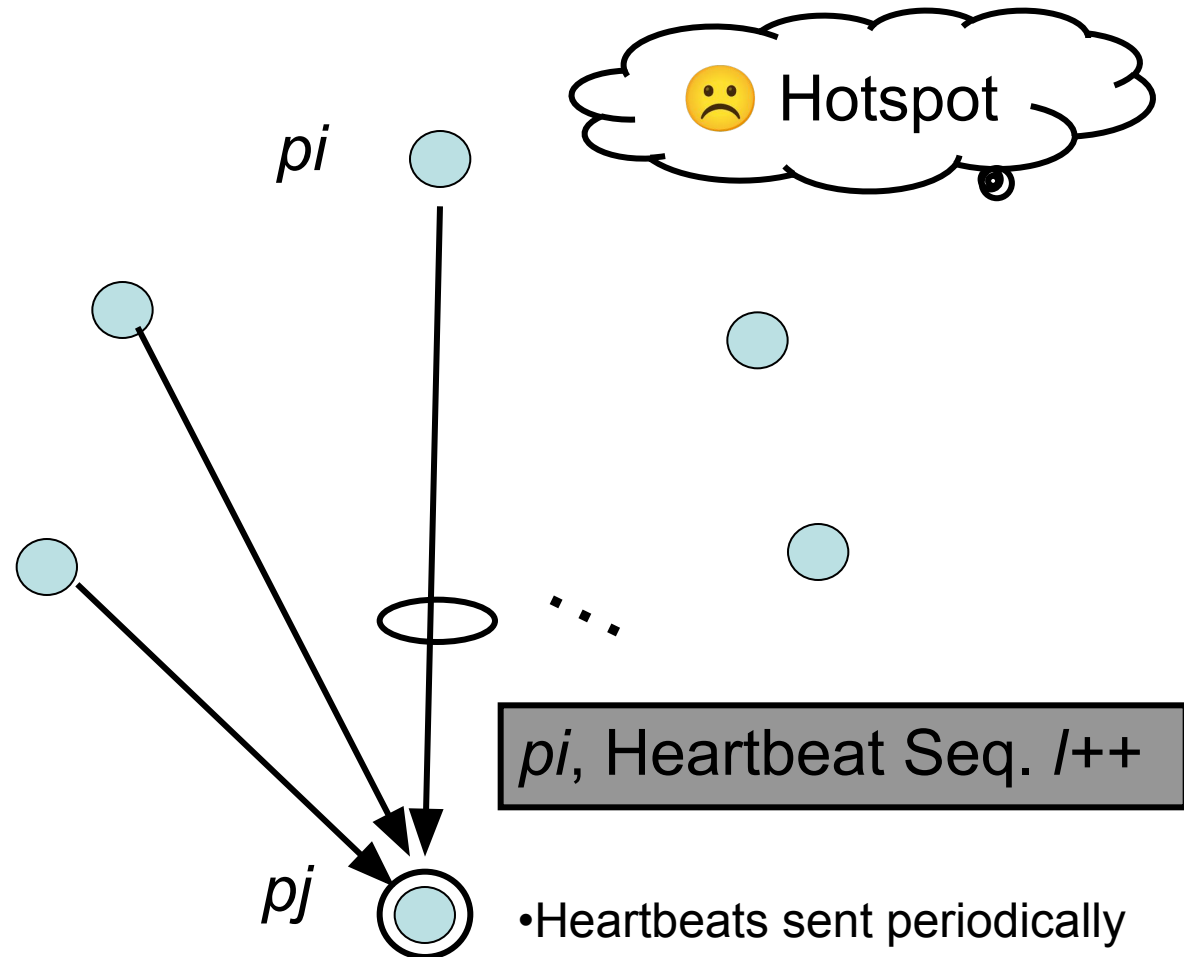 ☹️ Hotspot
pi
pi, Heartbeat Seq. l++
pj
•Heartbeats sent periodically